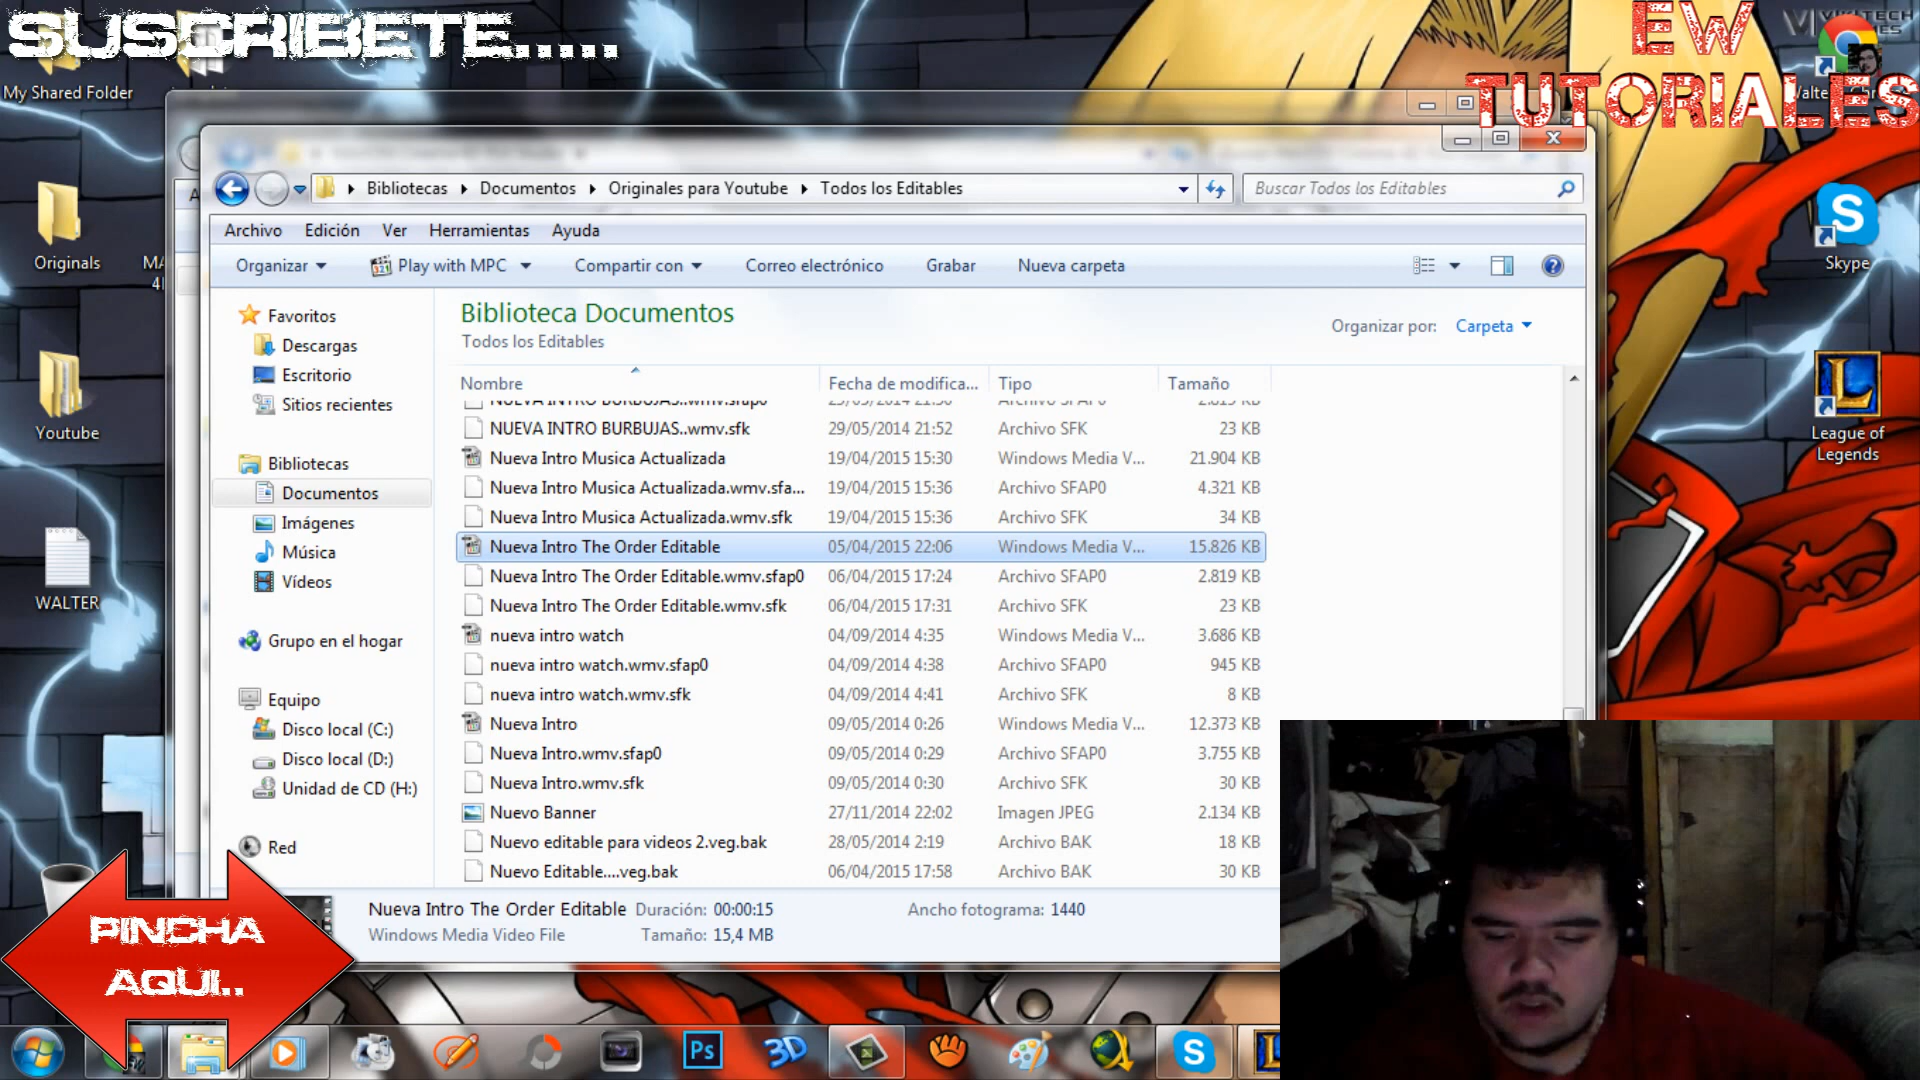 SUSCRIBETE.....
EW
TUTORIALES
My Shared Folder
Originals
Youtube
WALTER
Skype
League of
Legends
Bibliotecas
Documentos
Originales para Youtube
Todos los Editables
Buscar Todos los Editables
Archivo Edición Ver Herramientas Ayuda
Organizar Play with MPC Compartir con Correo electrónico Grabar Nueva carpeta
Biblioteca Documentos
Todos los Editables
Organizar por: Carpeta
Favoritos
Descargas
Escritorio
Sitios recientes
Bibliotecas
Documentos
Imágenes
Música
Vídeos
Grupo en el hogar
Equipo
Disco local (C:)
Disco local (D:)
Unidad de CD (H:)
Red
Nombre Fecha de modifica... Tipo Tamaño
NUEVA INTRO BURBUJAS..wmv.sfk 29/05/2014 21:52 Archivo SFK 23 KB
Nueva Intro Musica Actualizada 19/04/2015 15:30 Windows Media V... 21.904 KB
Nueva Intro Musica Actualizada.wmv.sfa... 19/04/2015 15:36 Archivo SFAP0 4.321 KB
Nueva Intro Musica Actualizada.wmv.sfk 19/04/2015 15:36 Archivo SFK 34 KB
Nueva Intro The Order Editable 05/04/2015 22:06 Windows Media V... 15.826 KB
Nueva Intro The Order Editable.wmv.sfap0 06/04/2015 17:24 Archivo SFAP0 2.819 KB
Nueva Intro The Order Editable.wmv.sfk 06/04/2015 17:31 Archivo SFK 23 KB
nueva intro watch 04/09/2014 4:35 Windows Media V... 3.686 KB
nueva intro watch.wmv.sfap0 04/09/2014 4:38 Archivo SFAP0 945 KB
nueva intro watch.wmv.sfk 04/09/2014 4:41 Archivo SFK 8 KB
Nueva Intro 09/05/2014 0:26 Windows Media V... 12.373 KB
Nueva Intro.wmv.sfap0 09/05/2014 0:29 Archivo SFAP0 3.755 KB
Nueva Intro.wmv.sfk 09/05/2014 0:30 Archivo SFK 30 KB
Nuevo Banner 27/11/2014 22:02 Imagen JPEG 2.134 KB
Nuevo editable para videos 2.veg.bak 28/05/2014 2:19 Archivo BAK 18 KB
Nuevo Editable....veg.bak 06/04/2015 17:58 Archivo BAK 30 KB
Nueva Intro The Order Editable Duración: 00:00:15 Ancho fotograma: 1440
Windows Media Video File Tamaño: 15,4 MB
PINCHA
AQUI..
Ps
3D